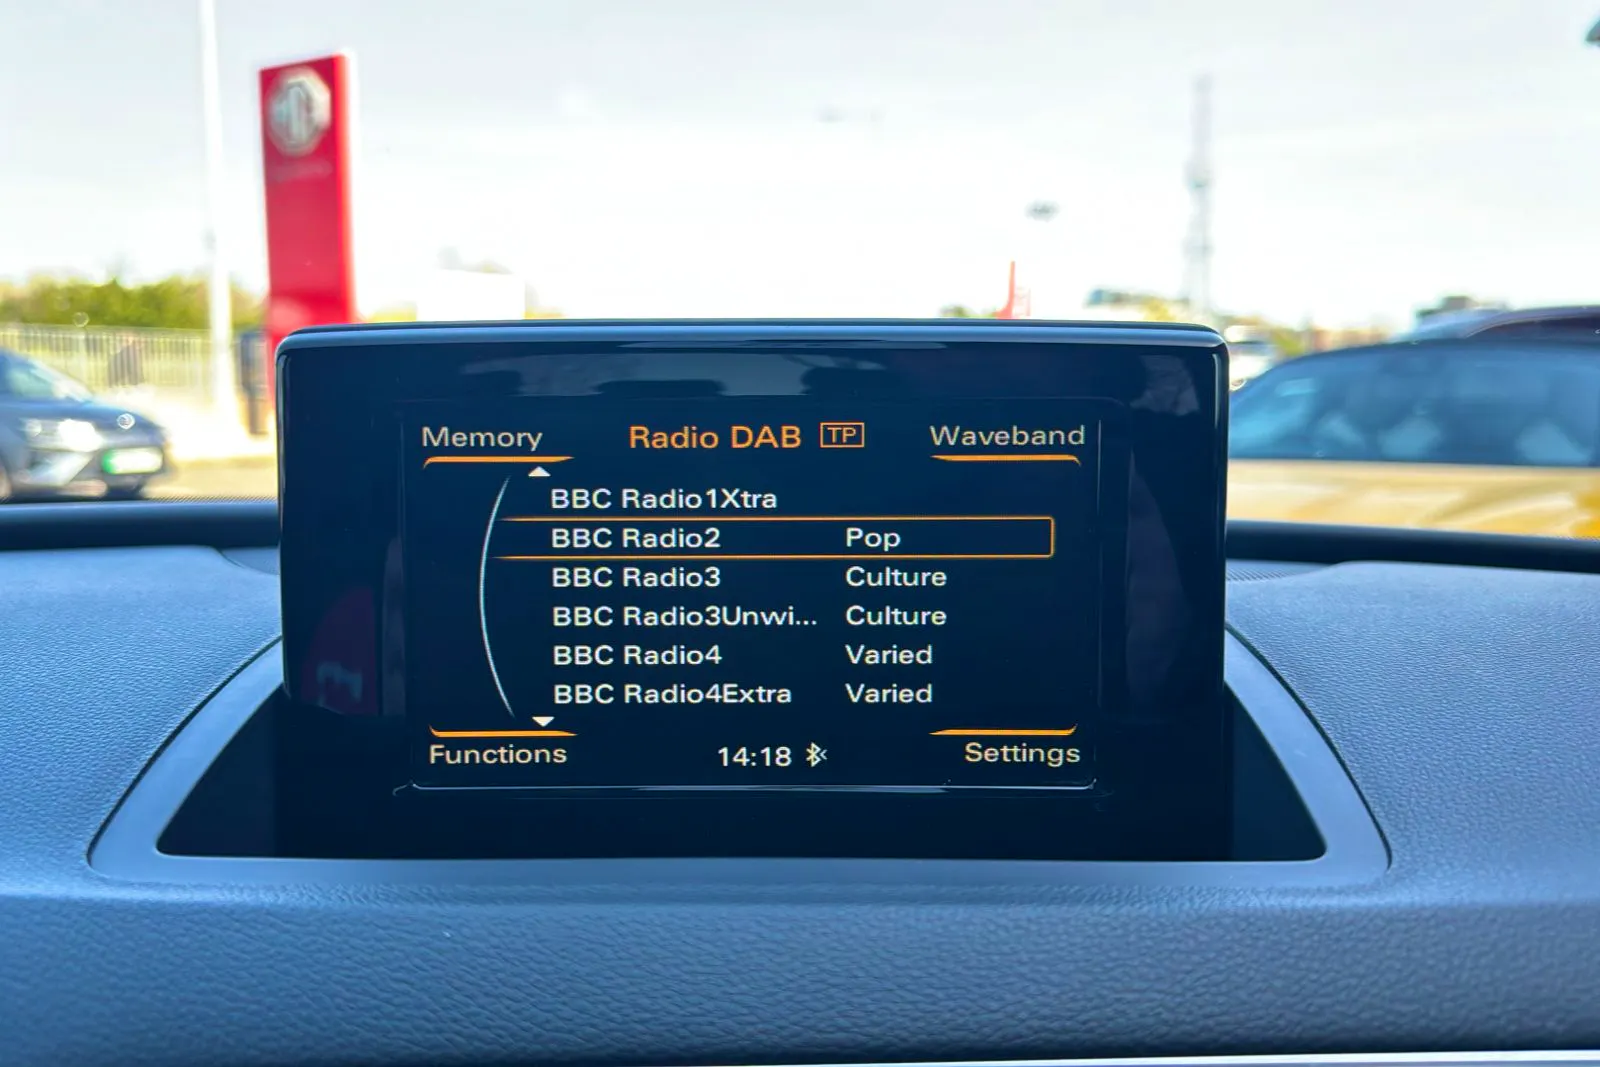 MG
Memory Radio DAB TP Waveband
BBC Radio1Xtra
BBC Radio2 Pop
BBC Radio3 Culture
BBC Radio3Unwi... Culture
BBC Radio4 Varied
BBC Radio4Extra Varied
Functions 14:18 Settings